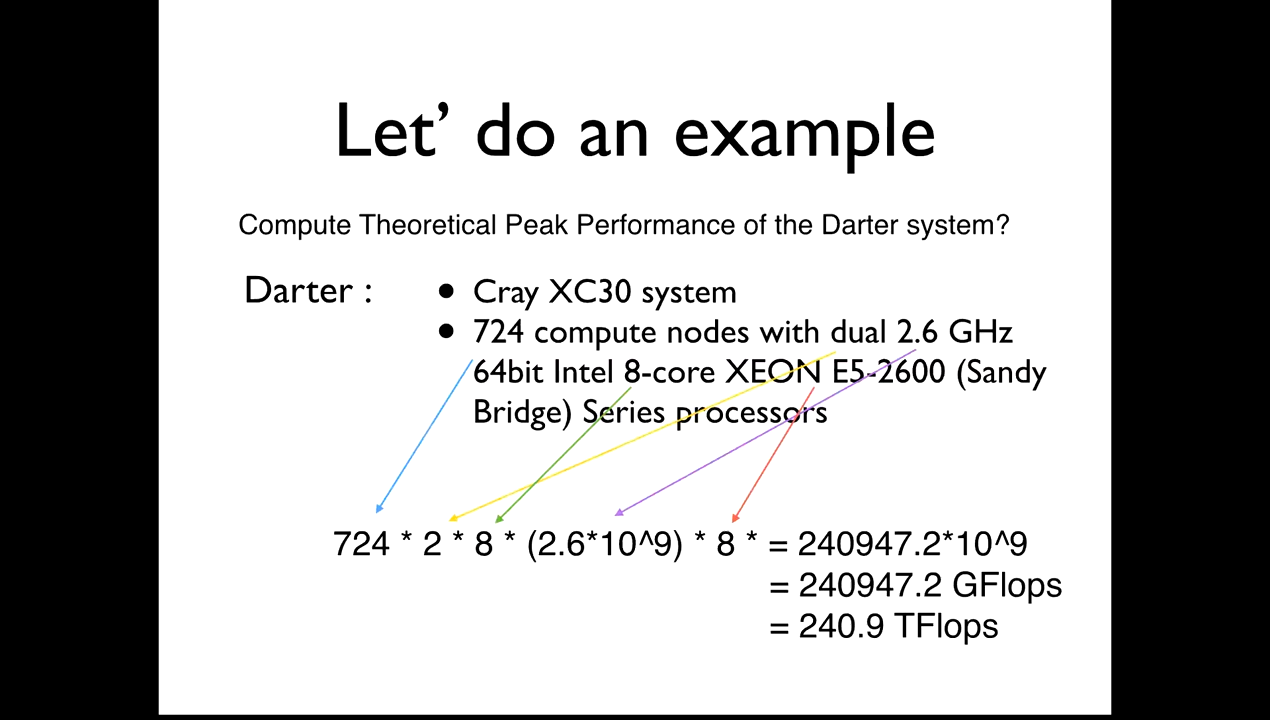 Let’ do an example
Compute Theoretical Peak Performance of the Darter system?
Darter :
• Cray XC30 system
• 724 compute nodes with dual 2.6 GHz
64bit Intel 8-core XEON E5-2600 (Sandy
Bridge) Series processors
724 * 2 * 8 * (2.6*10^9) * 8 * = 240947.2*10^9
= 240947.2 GFlops
= 240.9 TFlops